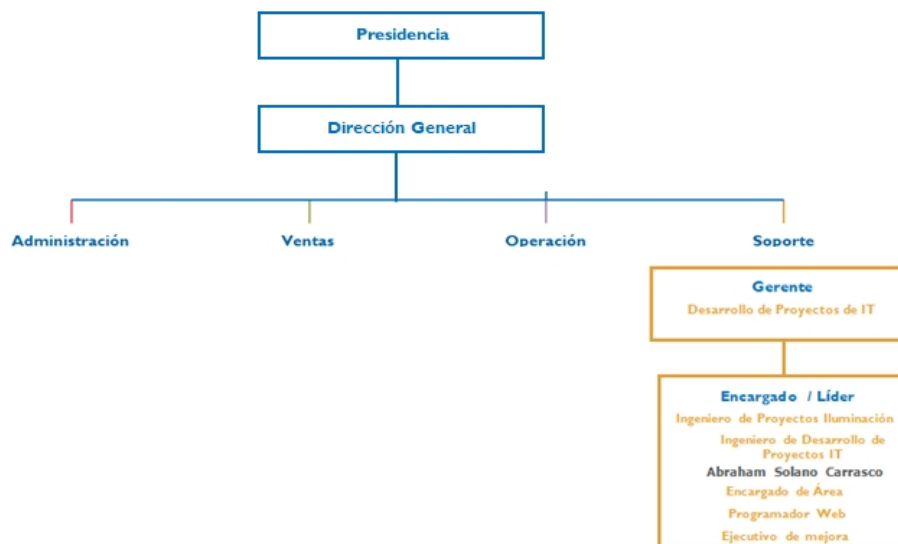 Presidencia
Dirección General
Administración
Ventas
Operación
Soporte
Gerente
Desarrollo de Proyectos de IT
Encargado / Líder
Ingeniero de Proyectos Iluminación
Ingeniero de Desarrollo de
Proyectos IT
Abraham Solano Carrasco
Encargado de Área
Programador Web
Ejecutivo de mejora